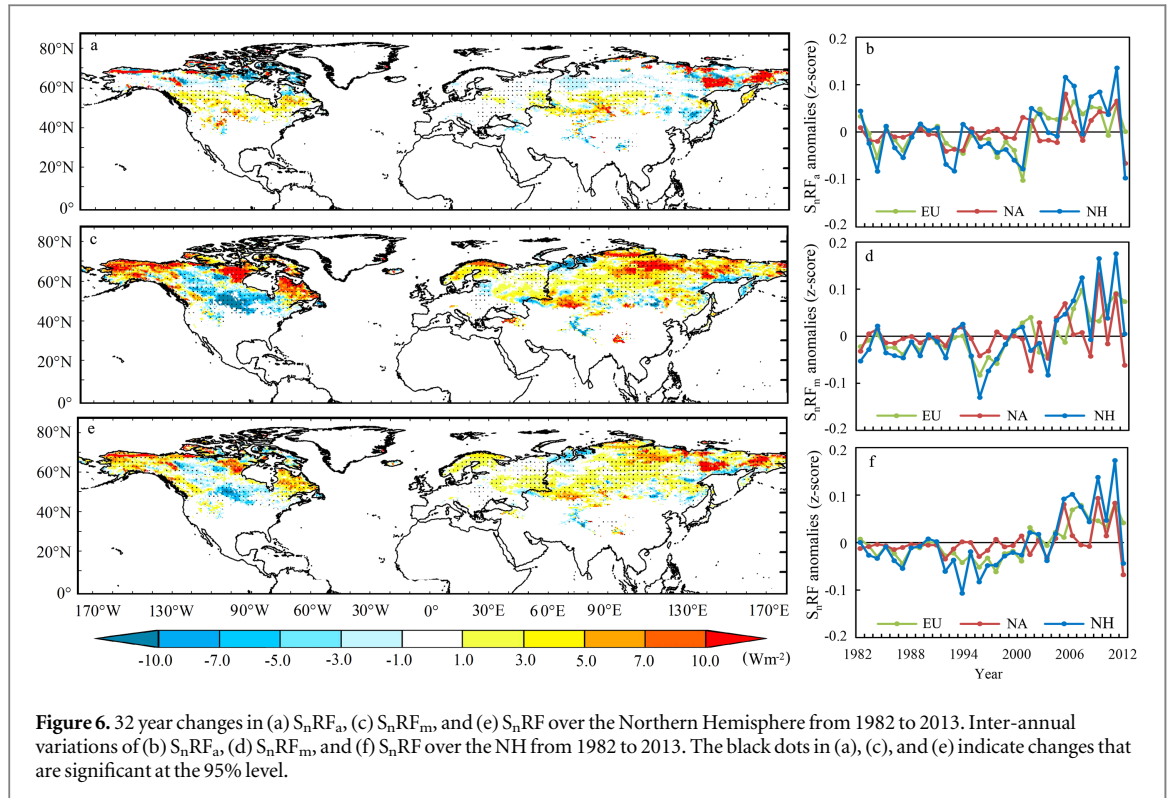 80°N
60°N
40°N
20°N
0°
a
b
0.2
0.1
0
-0.1
-0.2
SnRFa anomalies (z-score)
EU NA NH
80°N
60°N
40°N
20°N
0°
c
d
0.2
0.1
0
-0.1
-0.2
SnRFm anomalies (z-score)
EU NA NH
80°N
60°N
40°N
20°N
0°
e
170°W 130°W 90°W 60°W 30°W 0° 30°E 60°E 90°E 130°E 170°E
f
0.2
0.1
0
-0.1
-0.2
SnRF anomalies (z-score)
EU NA NH
1982 1988 1994 2000 2006 2012
Year
-10.0 -7.0 -5.0 -3.0 -1.0 1.0 3.0 5.0 7.0 10.0 (Wm-2)
Figure 6. 32 year changes in (a) SnRFa, (c) SnRFm, and (e) SnRF over the Northern Hemisphere from 1982 to 2013. Inter-annual
variations of (b) SnRFa, (d) SnRFm, and (f) SnRF over the NH from 1982 to 2013. The black dots in (a), (c), and (e) indicate changes that
are significant at the 95% level.